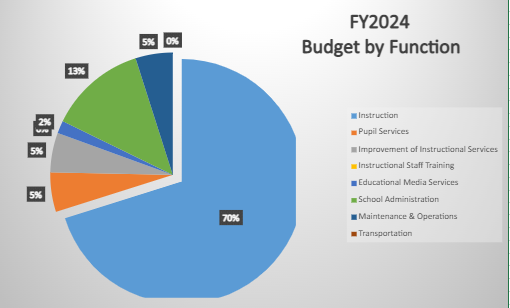 FY2024
Budget by Function
5%
0%
13%
2%
0%
5%
5%
70%
Instruction
Pupil Services
Improvement of Instructional Services
Instructional Staff Training
Educational Media Services
School Administration
Maintenance & Operations
Transportation